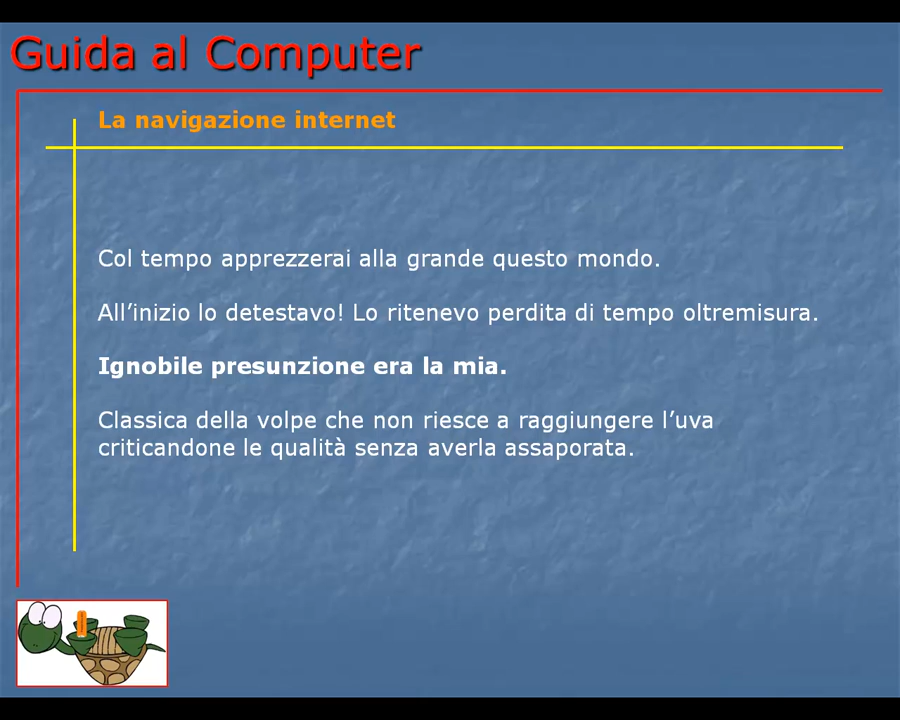 Guida al Computer
La navigazione internet
Col tempo apprezzerai alla grande questo mondo.
All’inizio lo detestavo! Lo ritenevo perdita di tempo oltremisura.
Ignobile presunzione era la mia.
Classica della volpe che non riesce a raggiungere l’uva
criticandone le qualità senza averla assaporata.